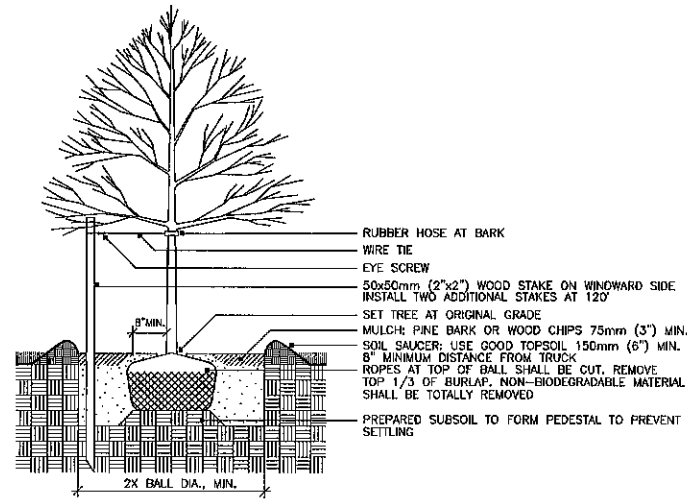 RUBBER HOSE AT BARK
WIRE TIE
EYE SCREW
50x50mm (2"x2") WOOD STAKE ON WINDWARD SIDE
INSTALL TWO ADDITIONAL STAKES AT 120'
SET TREE AT ORIGINAL GRADE
8"MIN.
MULCH: PINE BARK OR WOOD CHIPS 75mm (3") MIN.
SOIL SAUCER: USE GOOD TOPSOIL 150mm (6") MIN.
8" MINIMUM DISTANCE FROM TRUCK
ROPES AT TOP OF BALL SHALL BE CUT. REMOVE
TOP 1/3 OF BURLAP. NON-BIODEGRADABLE MATERIAL
SHALL BE TOTALLY REMOVED
PREPARED SUBSOIL TO FORM PEDESTAL TO PREVENT
SETTLING
2X BALL DIA., MIN.